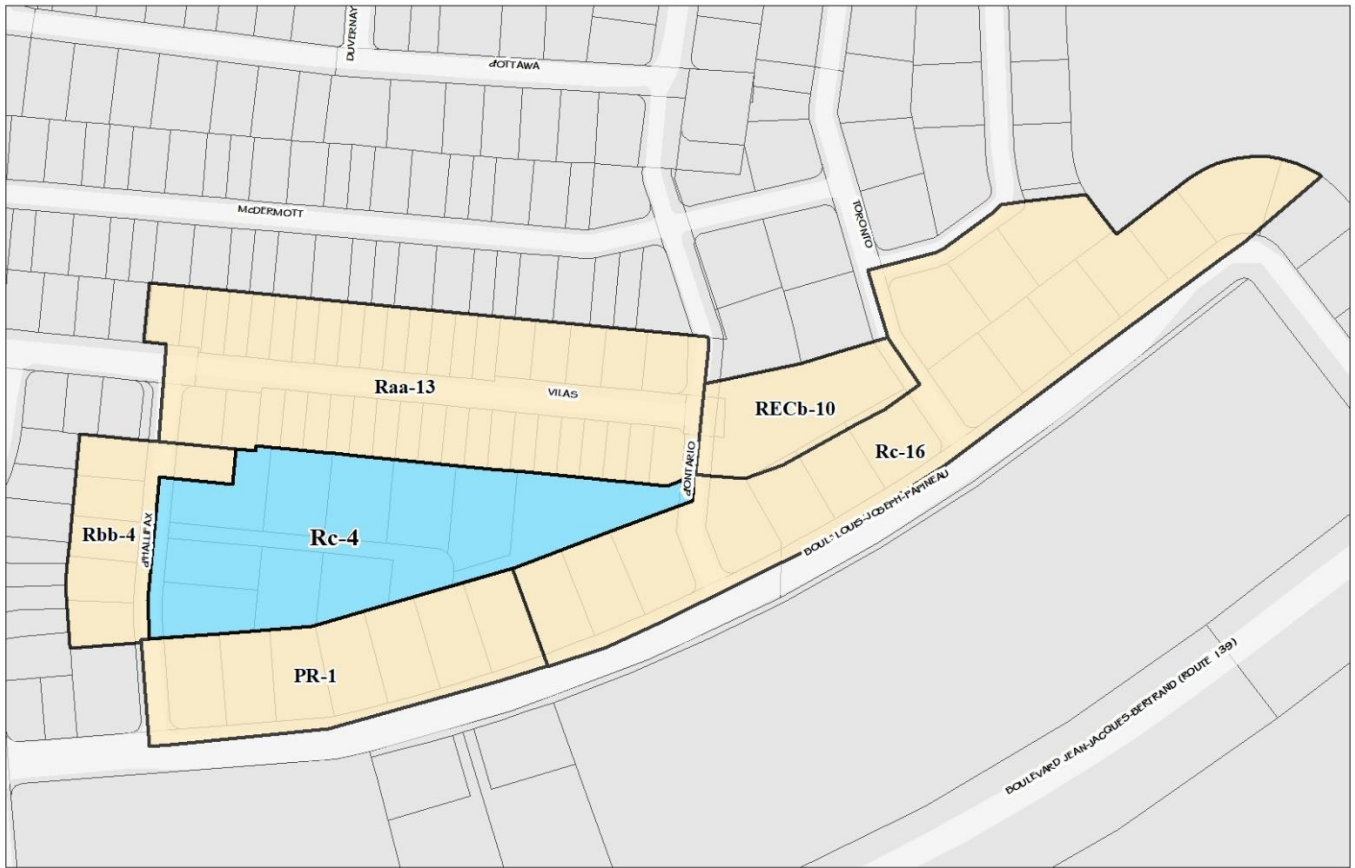 DUVERNAY
d'OTTAWA
McDERMOTT
TORONTO
Raa-13
VILAS
RECb-10
Rc-16
d'ONTARIO
Rbb-4
d'HALIFAX
Rc-4
BOUL. LOUIS-JOSEPH-PAPINEAU
PR-1
BOULEVARD JEAN-JACQUES-BERTRAND (ROUTE 139)